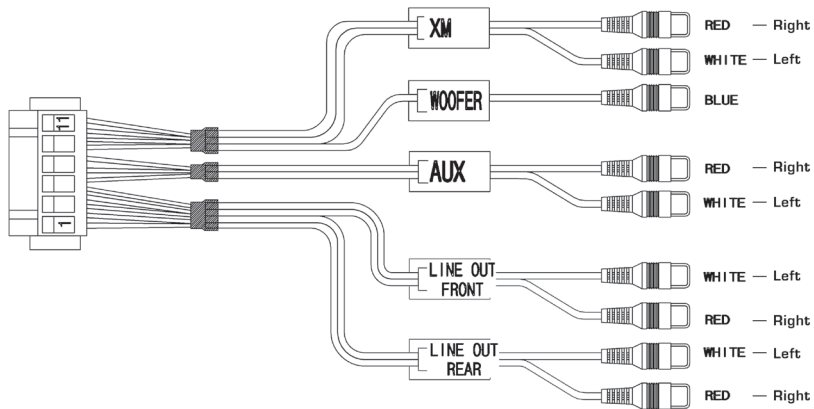 XM
RED — Right
WHITE — Left
WOOFER
BLUE
11
AUX
RED — Right
WHITE — Left
1
LINE OUT
FRONT
WHITE — Left
RED — Right
LINE OUT
REAR
WHITE — Left
RED — Right